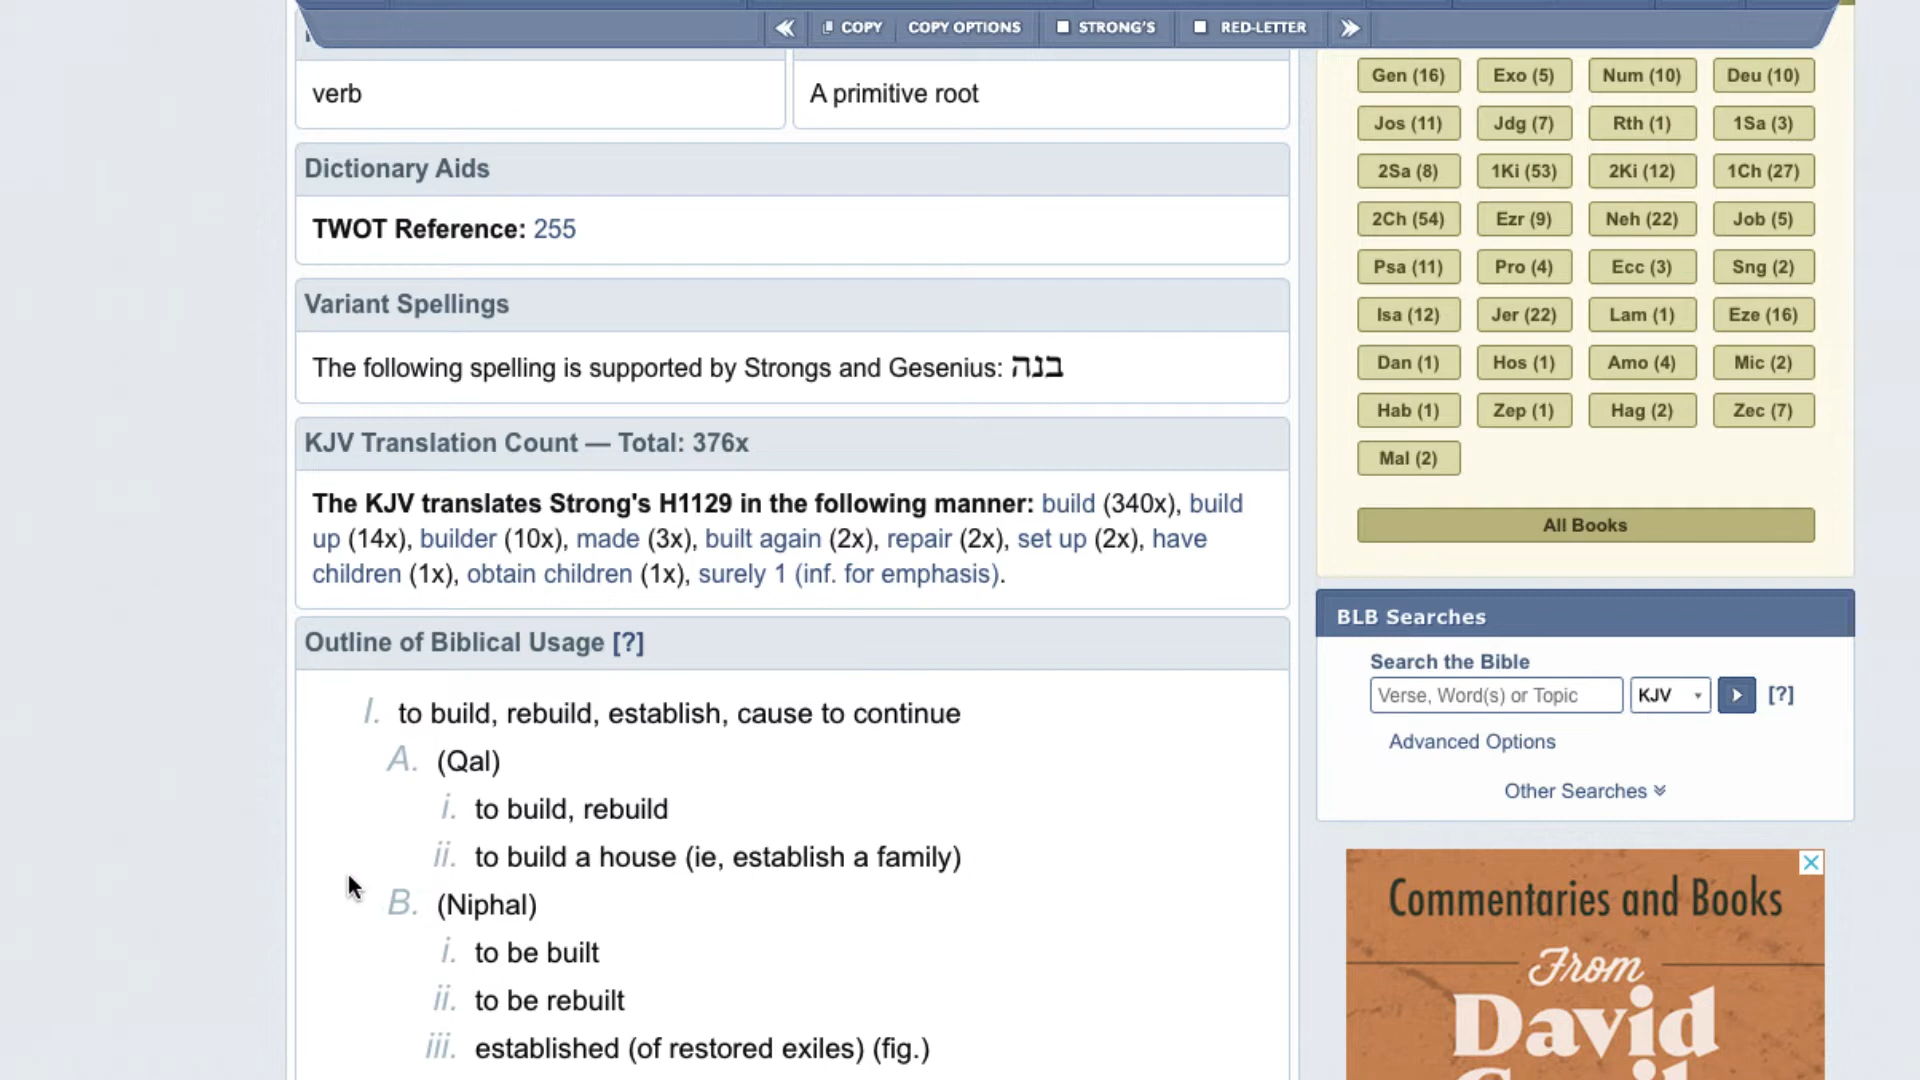 COPY COPY OPTIONS STRONG'S RED-LETTER
verb
A primitive root
Dictionary Aids
TWOT Reference: 255
Variant Spellings
The following spelling is supported by Strongs and Gesenius: בנה
KJV Translation Count — Total: 376x
The KJV translates Strong's H1129 in the following manner: build (340x), build
up (14x), builder (10x), made (3x), built again (2x), repair (2x), set up (2x), have
children (1x), obtain children (1x), surely 1 (inf. for emphasis).
Outline of Biblical Usage [?]
I. to build, rebuild, establish, cause to continue
A. (Qal)
i. to build, rebuild
ii. to build a house (ie, establish a family)
B. (Niphal)
i. to be built
ii. to be rebuilt
iii. established (of restored exiles) (fig.)
Gen (16) Exo (5) Num (10) Deu (10)
Jos (11) Jdg (7) Rth (1) 1Sa (3)
2Sa (8) 1Ki (53) 2Ki (12) 1Ch (27)
2Ch (54) Ezr (9) Neh (22) Job (5)
Psa (11) Pro (4) Ecc (3) Sng (2)
Isa (12) Jer (22) Lam (1) Eze (16)
Dan (1) Hos (1) Amo (4) Mic (2)
Hab (1) Zep (1) Hag (2) Zec (7)
Mal (2)
All Books
BLB Searches
Search the Bible
Verse, Word(s) or Topic KJV [?]
Advanced Options
Other Searches
Commentaries and Books
From
David